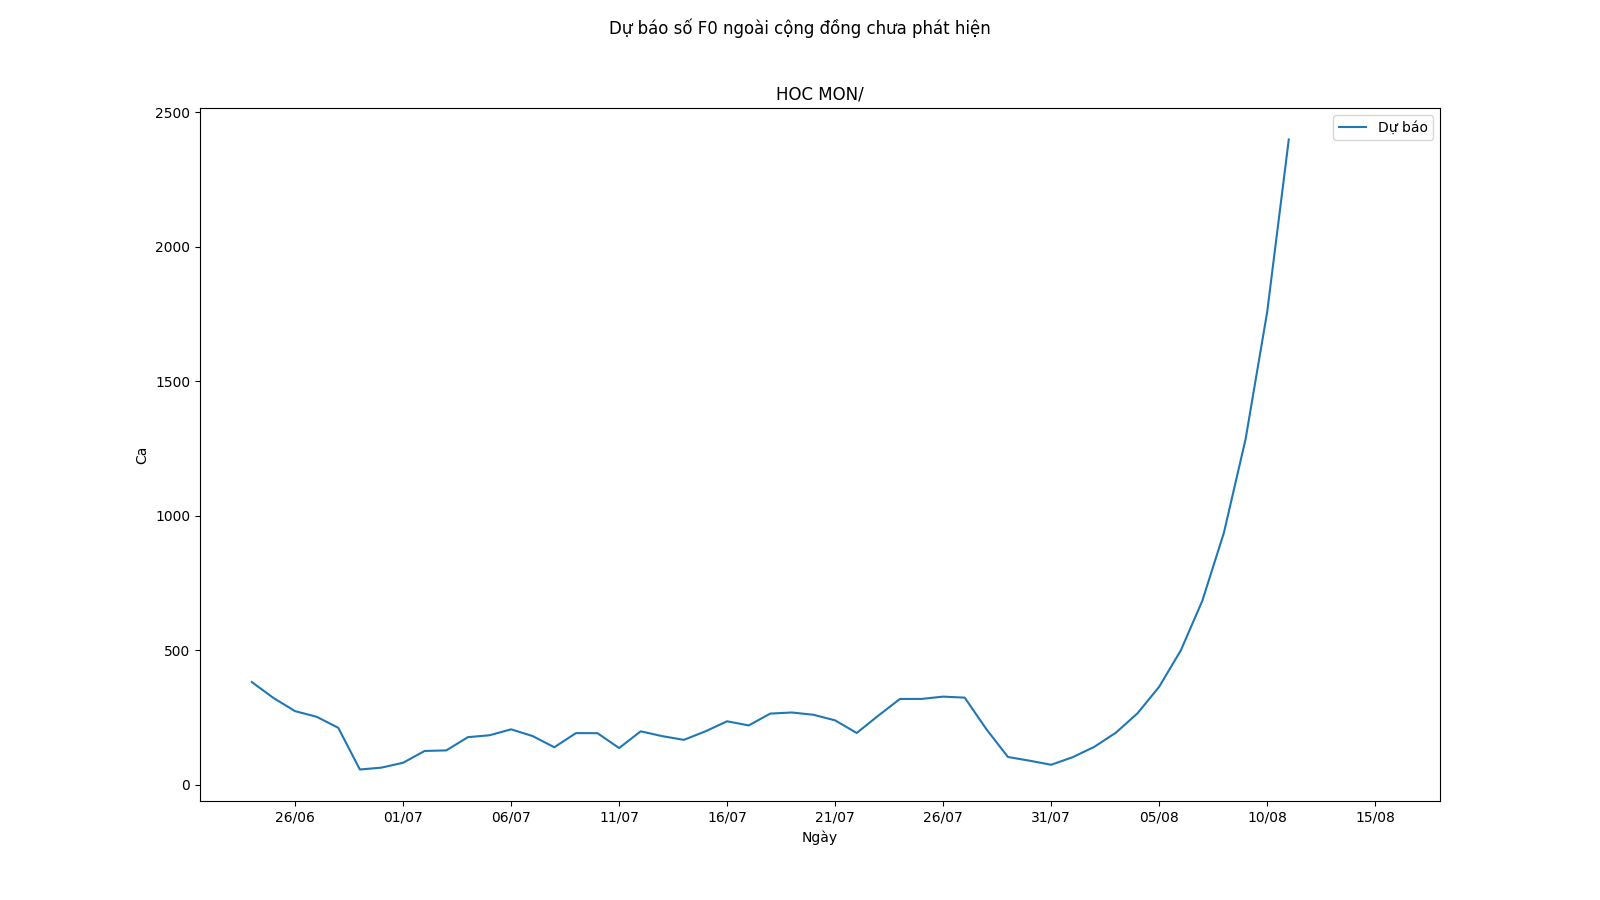 Dự báo số F0 ngoài cộng đồng chưa phát hiện
HOC MON/
2500
2000
1500
1000
500
0
Ca
Dự báo
26/06 01/07 06/07 11/07 16/07 21/07 26/07 31/07 05/08 10/08 15/08
Ngày